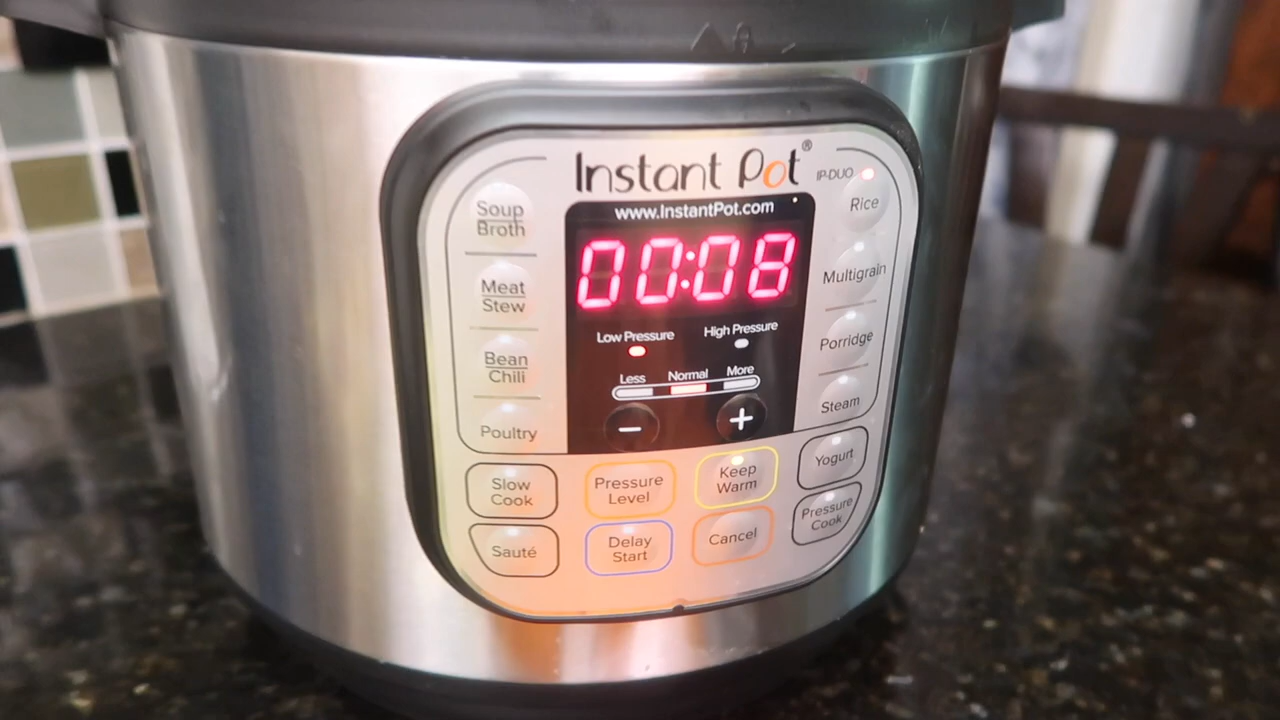 Instant Pot®
IP-DUO
www.InstantPot.com
00:08
Low Pressure
High Pressure
Less
Normal
More
−
+
Soup
Broth
Meat
Stew
Bean
Chili
Poultry
Slow
Cook
Sauté
Pressure
Level
Delay
Start
Keep
Warm
Cancel
Rice
Multigrain
Porridge
Steam
Yogurt
Pressure
Cook